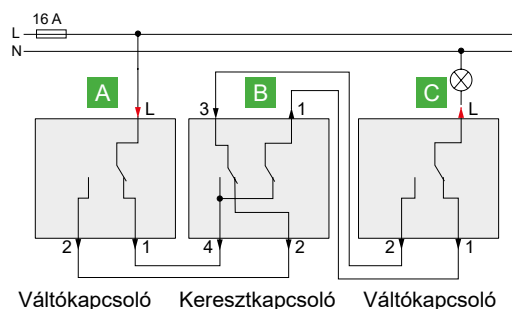 16 A
L
N
A
B
C
L
3
1
L
2
1
4
2
2
1
Váltókapcsoló
Keresztkapcsoló
Váltókapcsoló